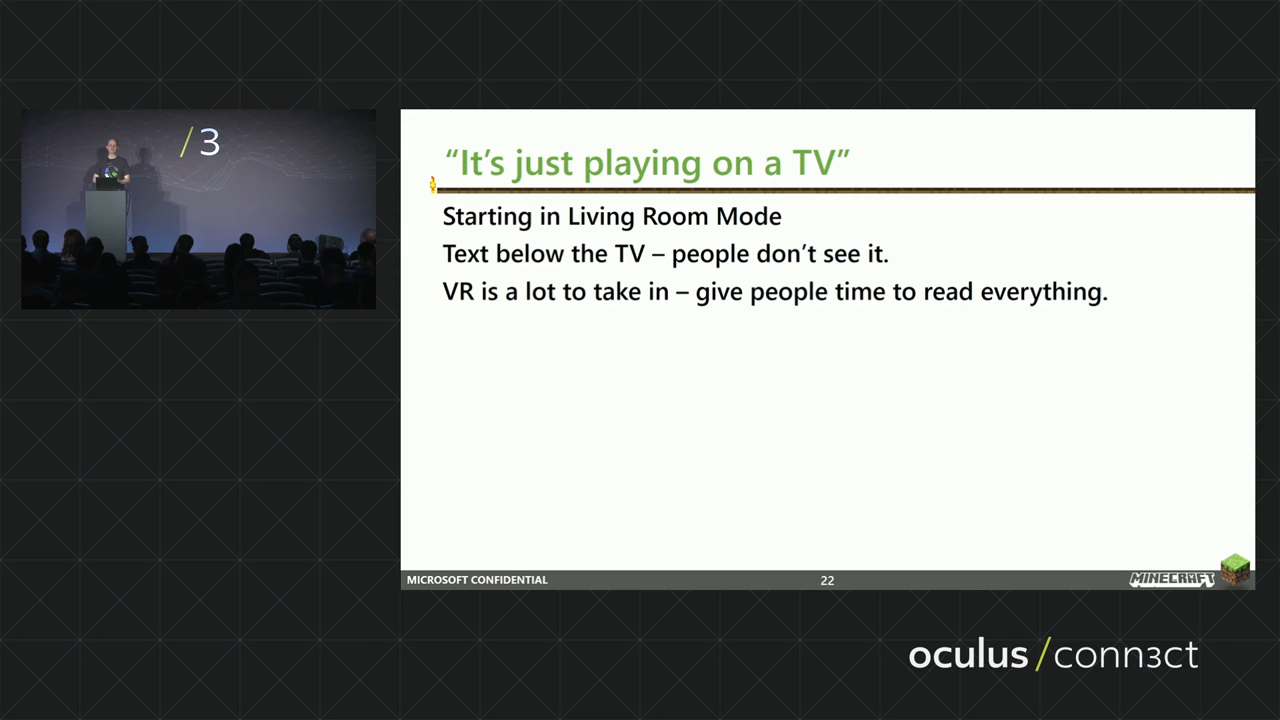 /3
“It’s just playing on a TV”
Starting in Living Room Mode
Text below the TV – people don’t see it.
VR is a lot to take in – give people time to read everything.
MICROSOFT CONFIDENTIAL
22
MINECRAFT
oculus/conn3ct